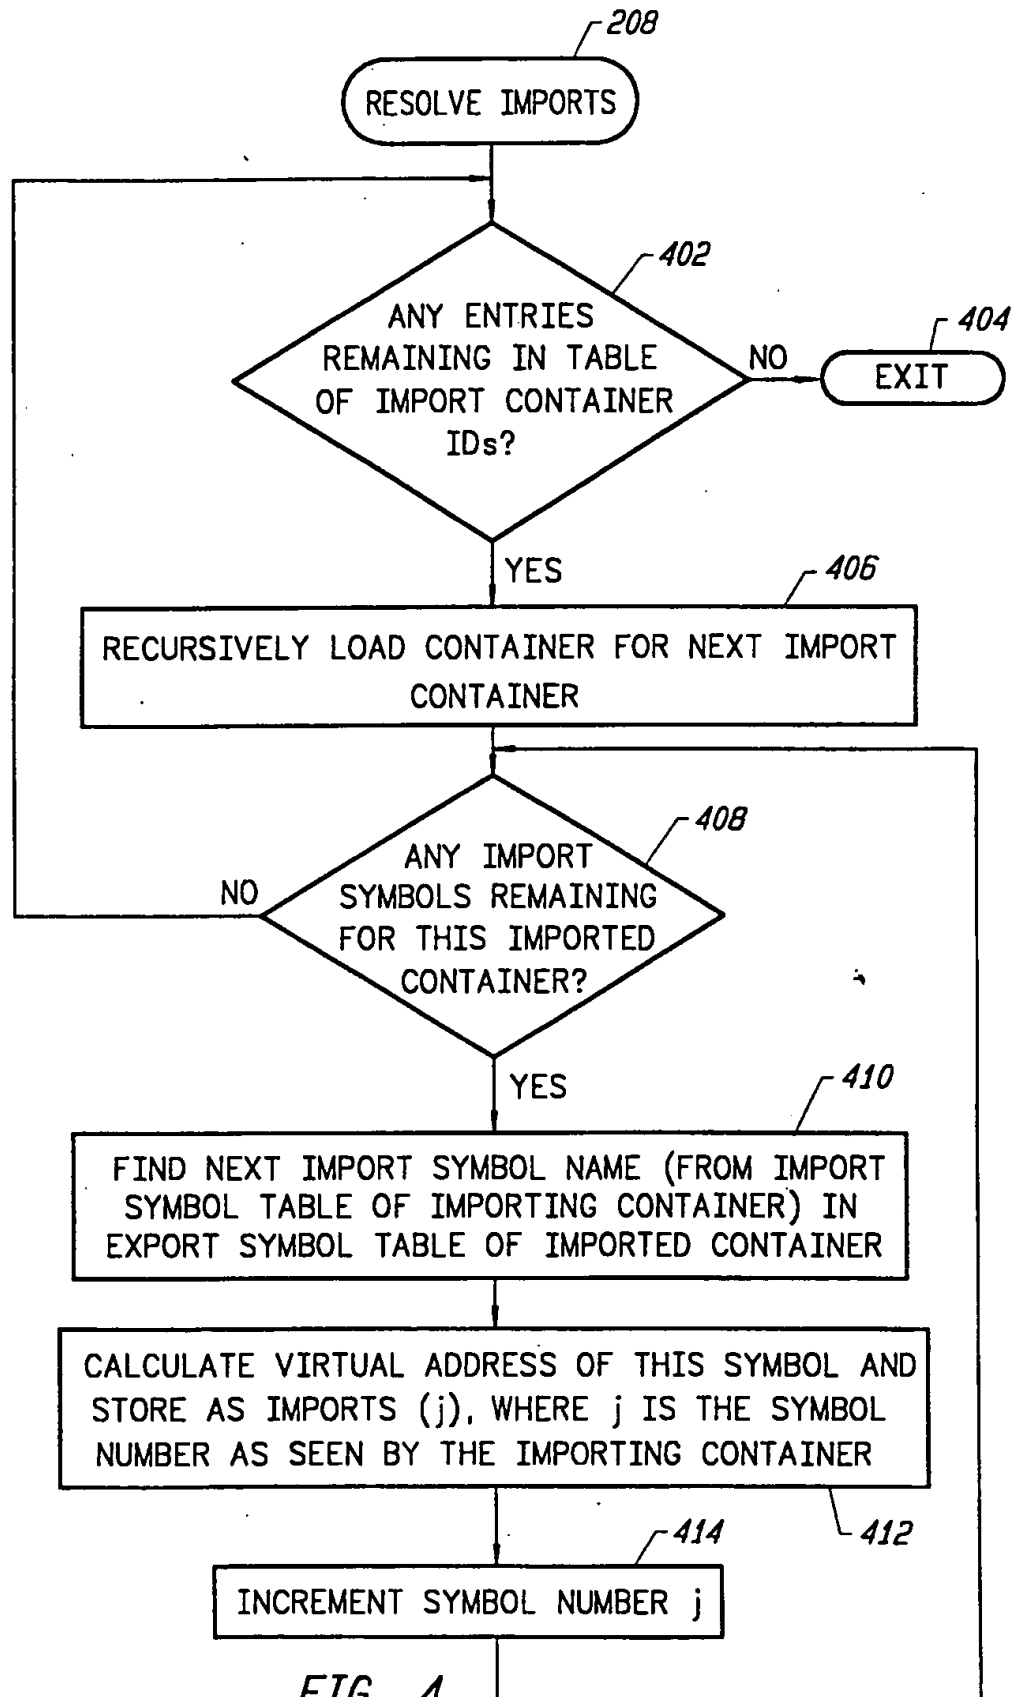 208
RESOLVE IMPORTS
402
ANY ENTRIES
REMAINING IN TABLE
OF IMPORT CONTAINER
IDs?
NO
404
EXIT
YES
406
RECURSIVELY LOAD CONTAINER FOR NEXT IMPORT
CONTAINER
408
ANY IMPORT
SYMBOLS REMAINING
FOR THIS IMPORTED
CONTAINER?
NO
YES
410
FIND NEXT IMPORT SYMBOL NAME (FROM IMPORT
SYMBOL TABLE OF IMPORTING CONTAINER) IN
EXPORT SYMBOL TABLE OF IMPORTED CONTAINER
CALCULATE VIRTUAL ADDRESS OF THIS SYMBOL AND
STORE AS IMPORTS (j), WHERE j IS THE SYMBOL
NUMBER AS SEEN BY THE IMPORTING CONTAINER
412
414
INCREMENT SYMBOL NUMBER j
FIG. 4